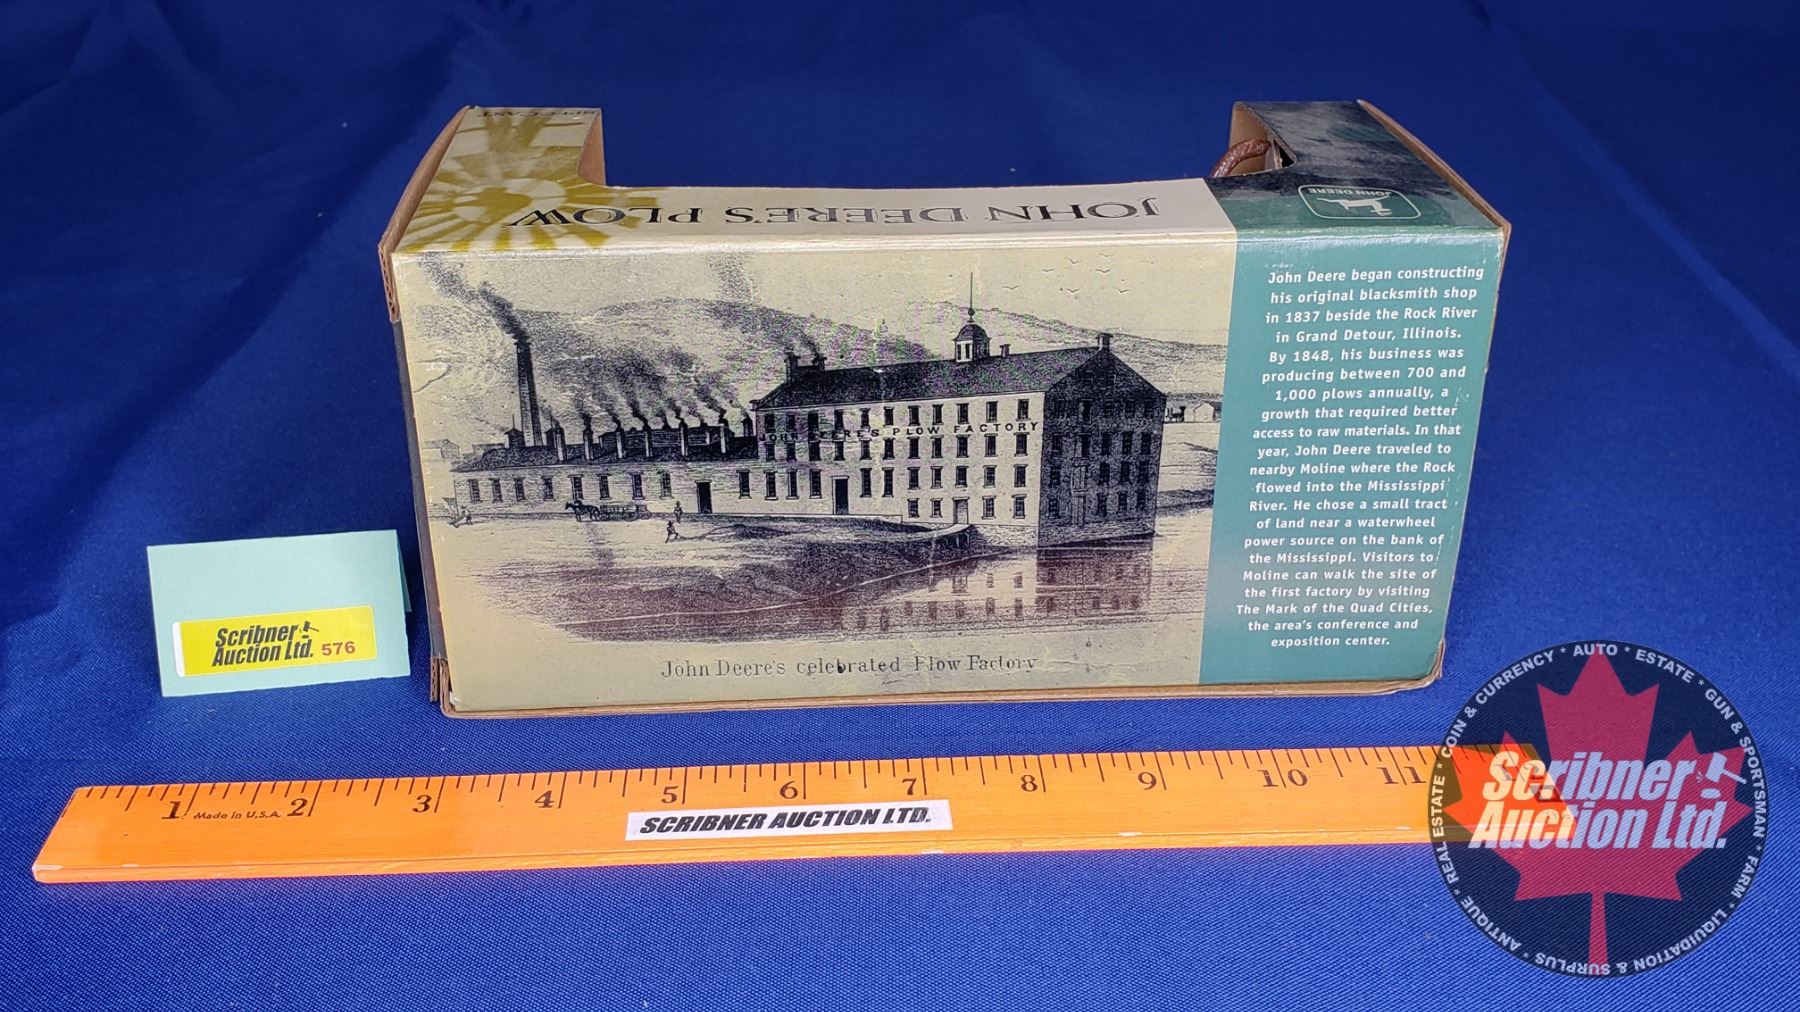 SPECCAST
JOHN DEERE'S PLOW
JOHN DEERE
JOHN DEERE'S PLOW FACTORY
John Deere's celebrated Plow Factory
John Deere began constructing
his original blacksmith shop
in 1837 beside the Rock River
in Grand Detour, Illinois.
By 1848, his business was
producing between 700 and
1,000 plows annually, a
growth that required better
access to raw materials. In that
year, John Deere traveled to
nearby Moline where the Rock
flowed into the Mississippi
River. He chose a small tract
of land near a waterwheel
power source on the bank of
the Mississippi. Visitors to
Moline can walk the site of
the first factory by visiting
The Mark of the Quad Cities,
the area's conference and
exposition center.
Scribner
Auction Ltd. 576
1 2 3 4 5 6 7 8 9 10 11
Made in U.S.A.
SCRIBNER AUCTION LTD.
Scribner
Auction Ltd.
* REAL ESTATE * COIN & CURRENCY * AUTO * ESTATE * GUN & SPORTSMAN * FARM * LIQUIDATION & SURPLUS * ANTIQUE